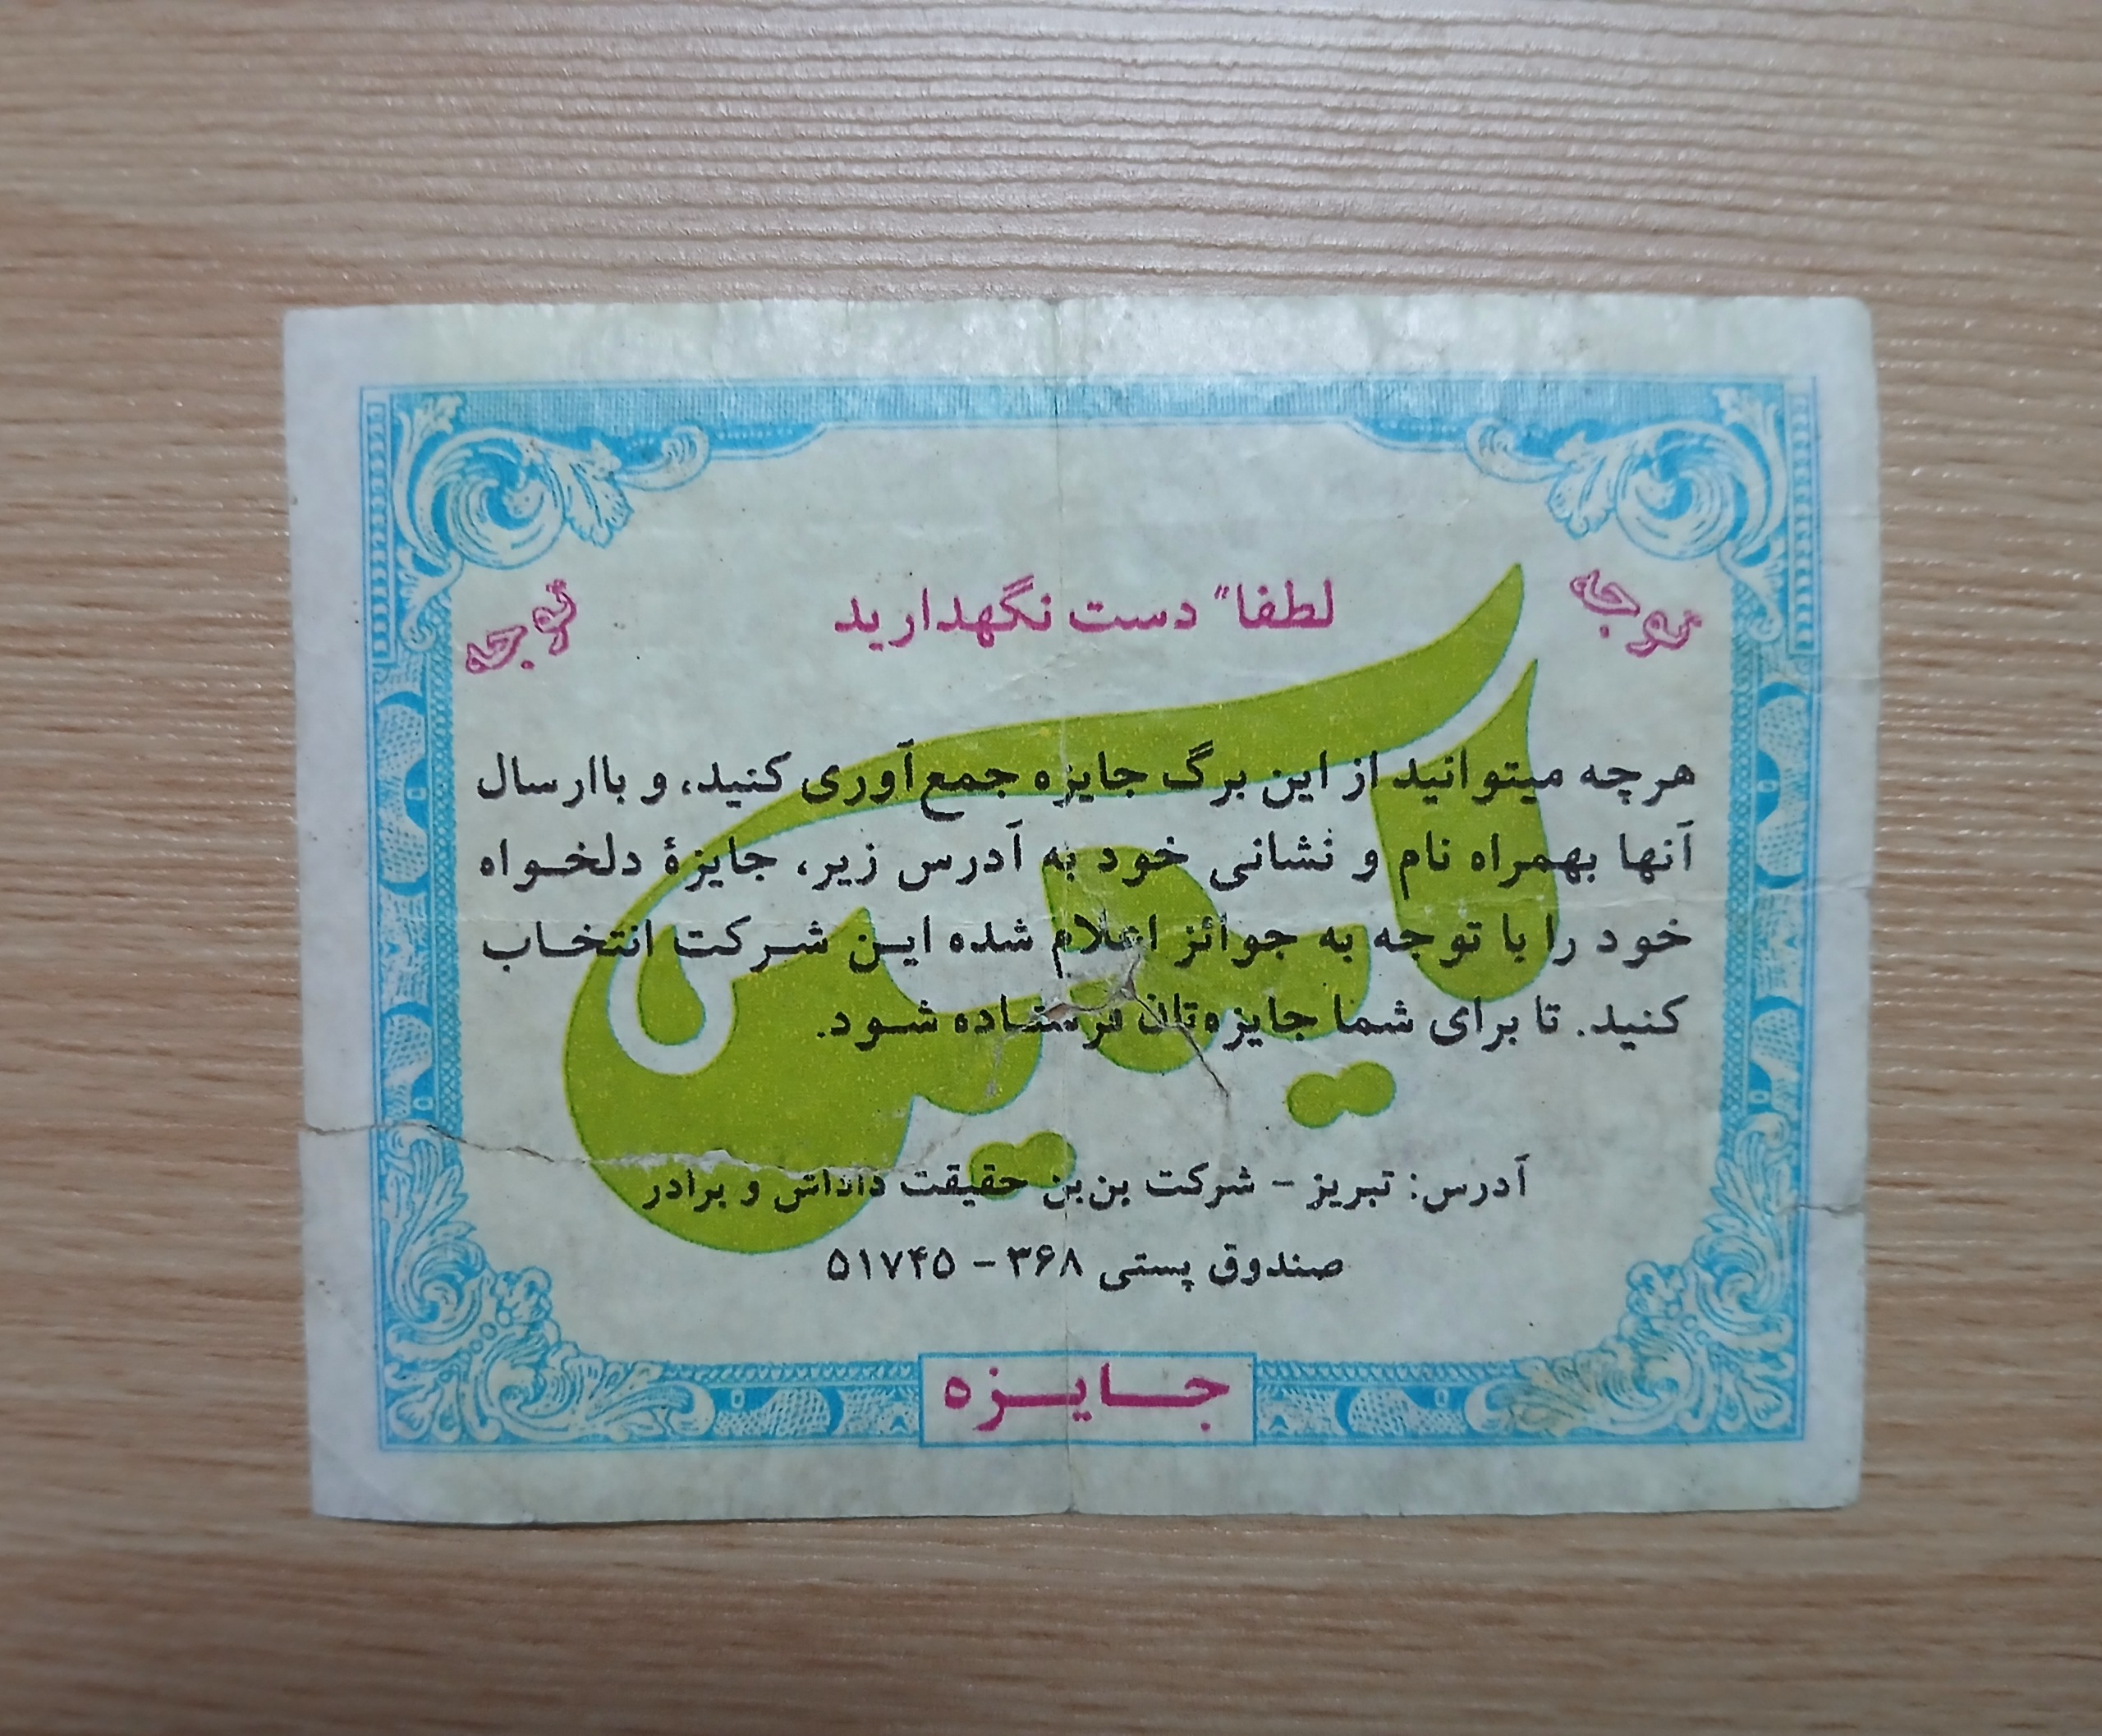 توجه
لطفا" دست نگهدارید
توجه
هرچه میتوانید از این برگ جایزه جمع‌آوری کنید، و باارسال
آنها بهمراه نام و نشانی خود به آدرس زیر، جایزهٔ دلخواه
خود را با توجه به جوائز اعلام شده این شرکت انتخاب
کنید. تا برای شما جایزه‌تان فرستاده شود.
آدرس: تبریز - شرکت بن‌بن حقیقت داداش و برادر
صندوق پستی ۳۶۸ - ۵۱۷۴۵
جایزه